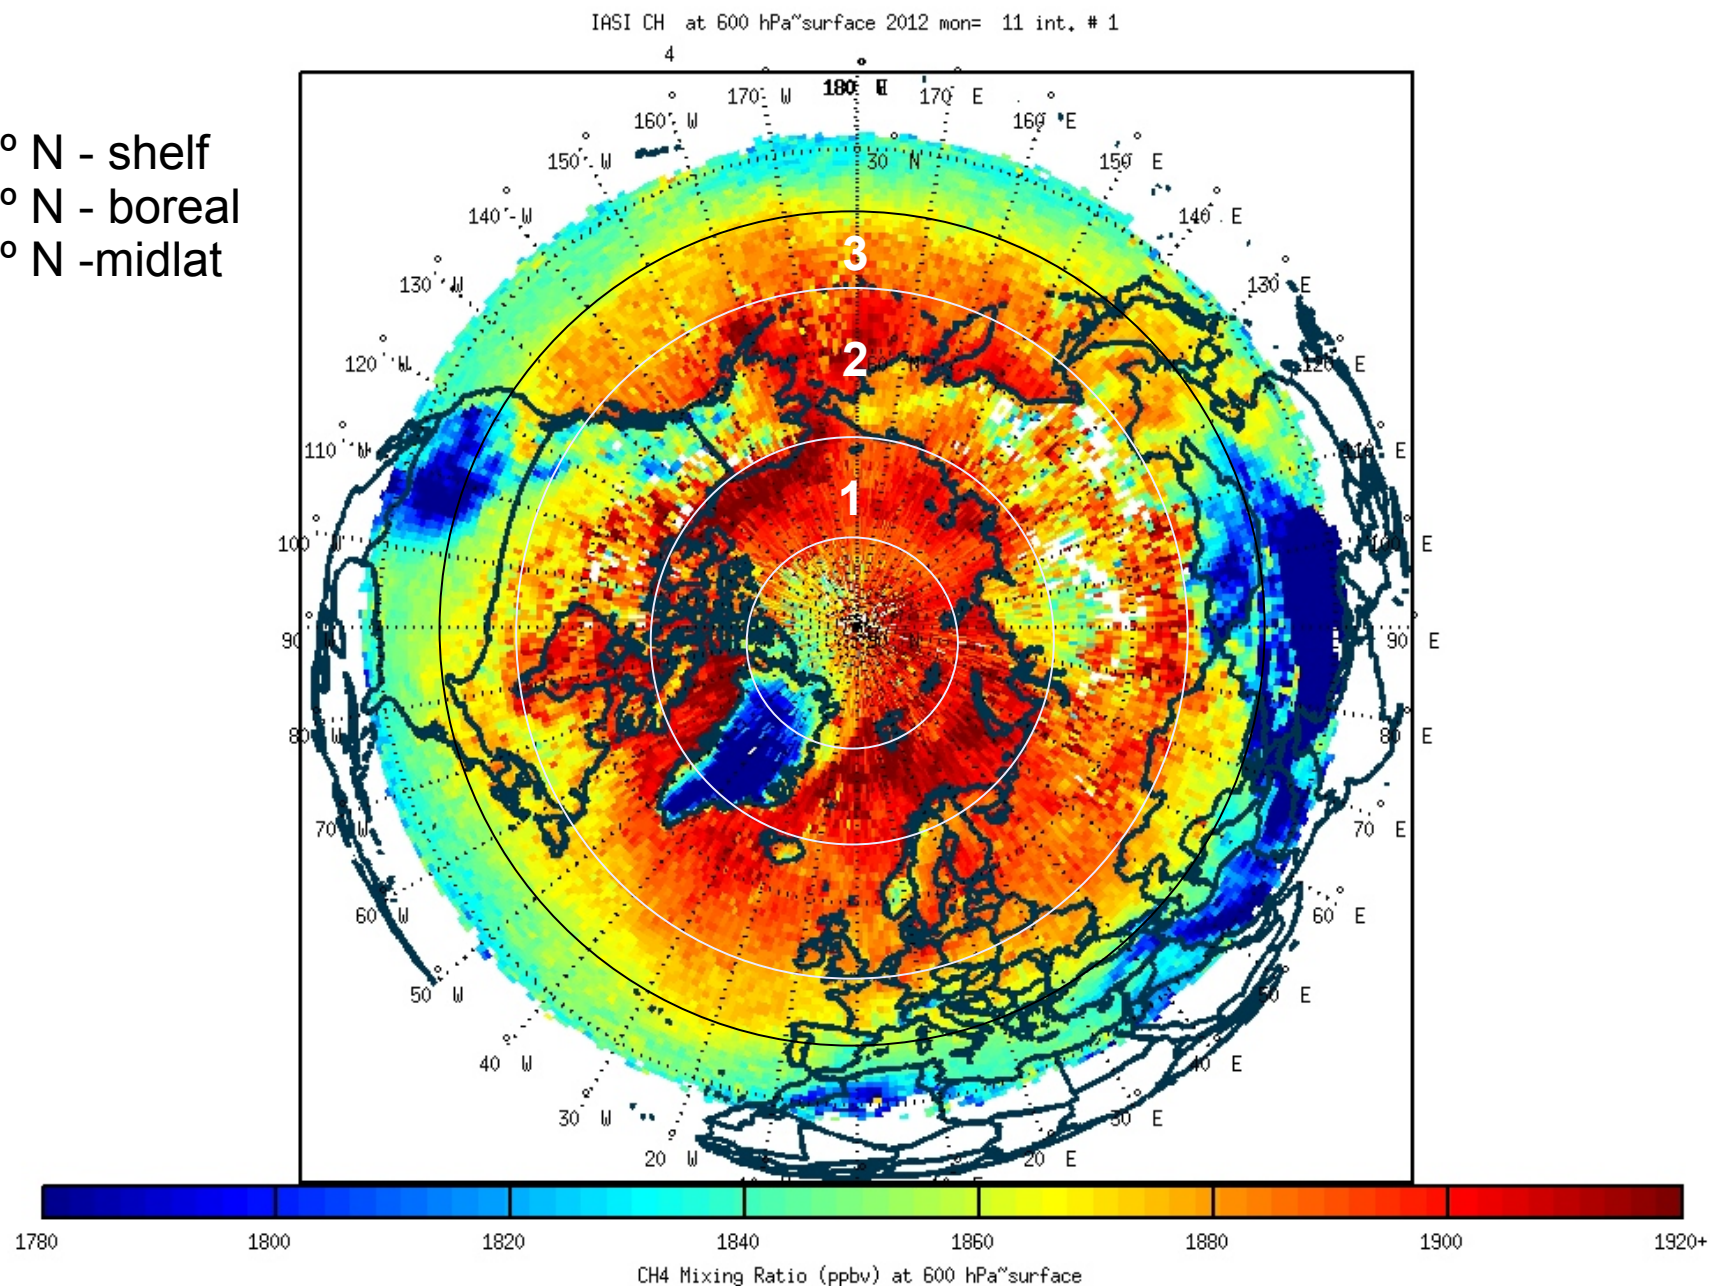 IASI CH 4 at 600 hPa~surface 2012 mon= 11 int. # 1
º N - shelf
º N - boreal
º N -midlat
180
170 W
170 E
160 W
160 E
150 W
150 E
30 N
140 W
140 E
130 W
130 E
120 W
120 E
110 W
110 E
100 W
100 E
90 W
90 E
80 W
80 E
70 W
70 E
60 W
60 E
50 W
50 E
40 W
40 E
30 W
30 E
20 W
20 E
60 N
3
2
1
1780 1800 1820 1840 1860 1880 1900 1920+
CH4 Mixing Ratio (ppbv) at 600 hPa~surface